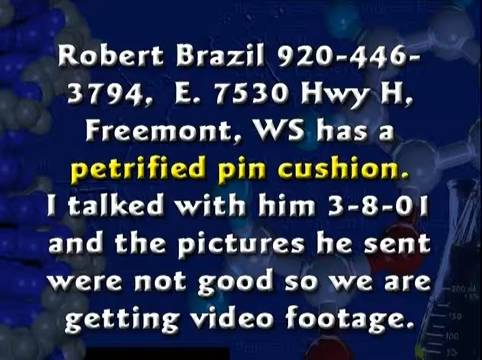 Robert Brazil 920-446-
3794, E. 7530 Hwy H,
Freemont, WS has a
petrified pin cushion.
I talked with him 3-8-01
and the pictures he sent
were not good so we are
getting video footage.